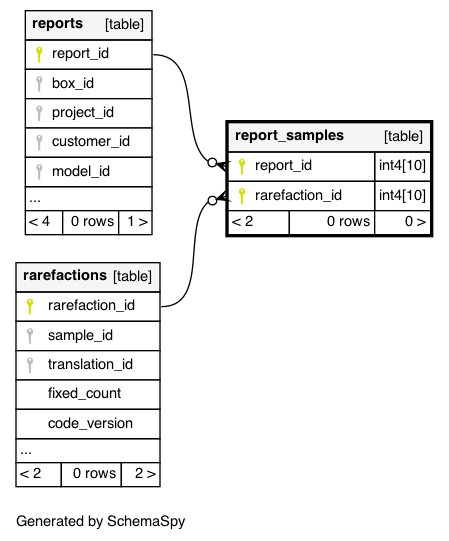 reports [table]
report_id
box_id
project_id
customer_id
model_id
...
< 4 0 rows 1 >
report_samples [table]
report_id int4[10]
rarefaction_id int4[10]
< 2 0 rows 0 >
rarefactions [table]
rarefaction_id
sample_id
translation_id
fixed_count
code_version
...
< 2 0 rows 2 >
Generated by SchemaSpy